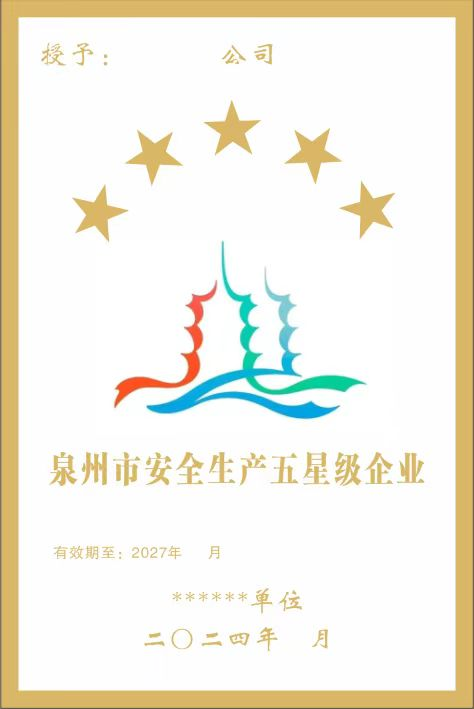 授予： 公司
泉州市安全生产五星级企业
有效期至：2027年 月
******单位
二〇二四年 月